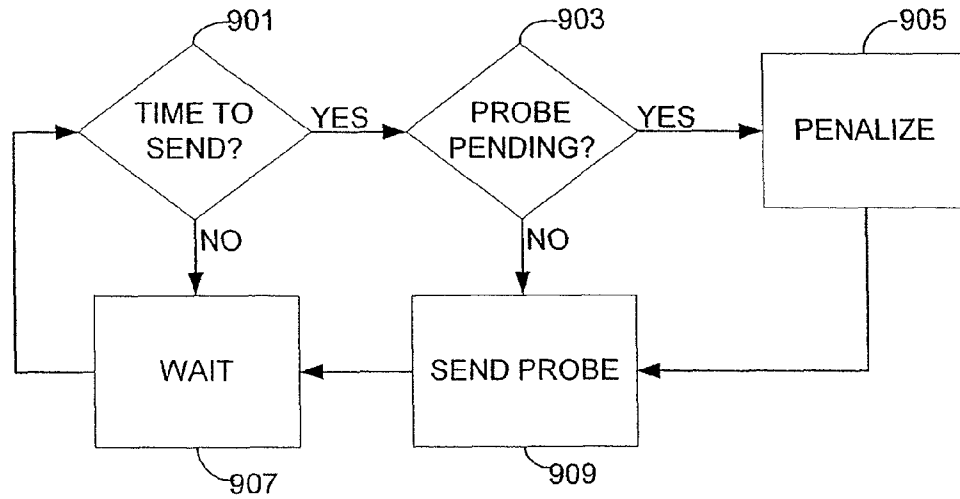 901
903
905
TIME TO
SEND?
YES
PROBE
PENDING?
YES
PENALIZE
NO
NO
WAIT
SEND PROBE
907
909